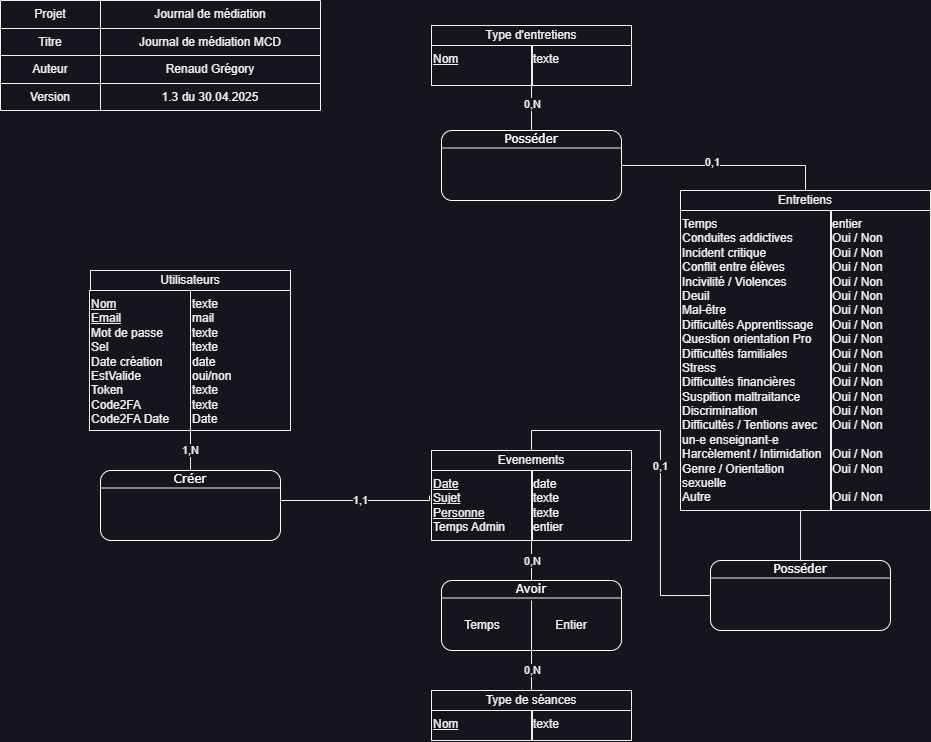 Projet Journal de médiation
Titre Journal de médiation MCD
Auteur Renaud Grégory
Version 1.3 du 30.04.2025
Type d'entretiens
Nom texte
0,N
Posséder
0,1
Entretiens
Temps entier
Conduites addictives Oui / Non
Incident critique Oui / Non
Conflit entre élèves Oui / Non
Incivilité / Violences Oui / Non
Deuil Oui / Non
Mal-être Oui / Non
Difficultés Apprentissage Oui / Non
Question orientation Pro Oui / Non
Difficultés familiales Oui / Non
Stress Oui / Non
Difficultés financières Oui / Non
Suspition maltraitance Oui / Non
Discrimination Oui / Non
Difficultés / Tentions avec Oui / Non
un-e enseignant-e
Harcèlement / Intimidation Oui / Non
Genre / Orientation Oui / Non
sexuelle
Autre Oui / Non
Utilisateurs
Nom texte
Email mail
Mot de passe texte
Sel texte
Date création date
EstValide oui/non
Token texte
Code2FA texte
Code2FA Date Date
1,N
Créer
1,1
Evenements
Date date
Sujet texte
Personne texte
Temps Admin entier
0,1
Posséder
0,N
Avoir
Temps Entier
0,N
Type de séances
Nom texte